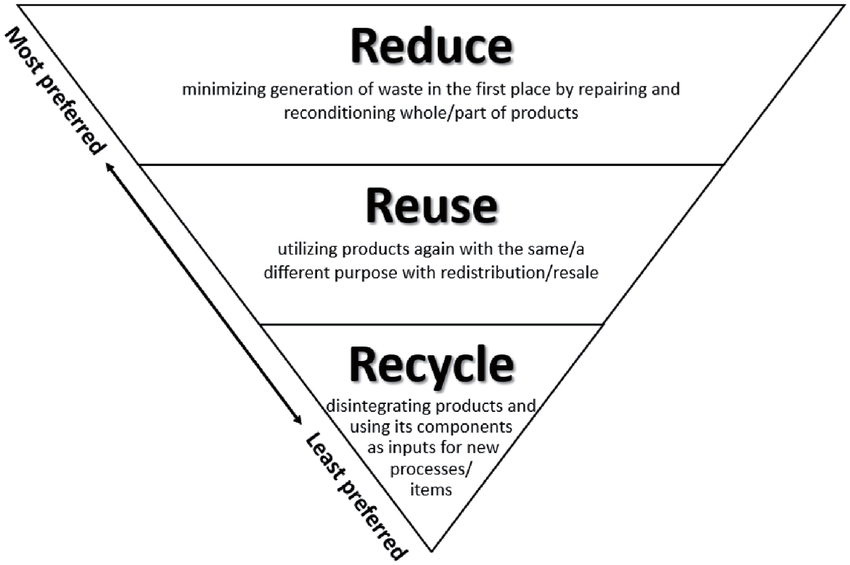 Most preferred
Reduce
minimizing generation of waste in the first place by repairing and
reconditioning whole/part of products
Reuse
utilizing products again with the same/a
different purpose with redistribution/resale
Recycle
disintegrating products and
using its components
as inputs for new
processes/
items
Least preferred